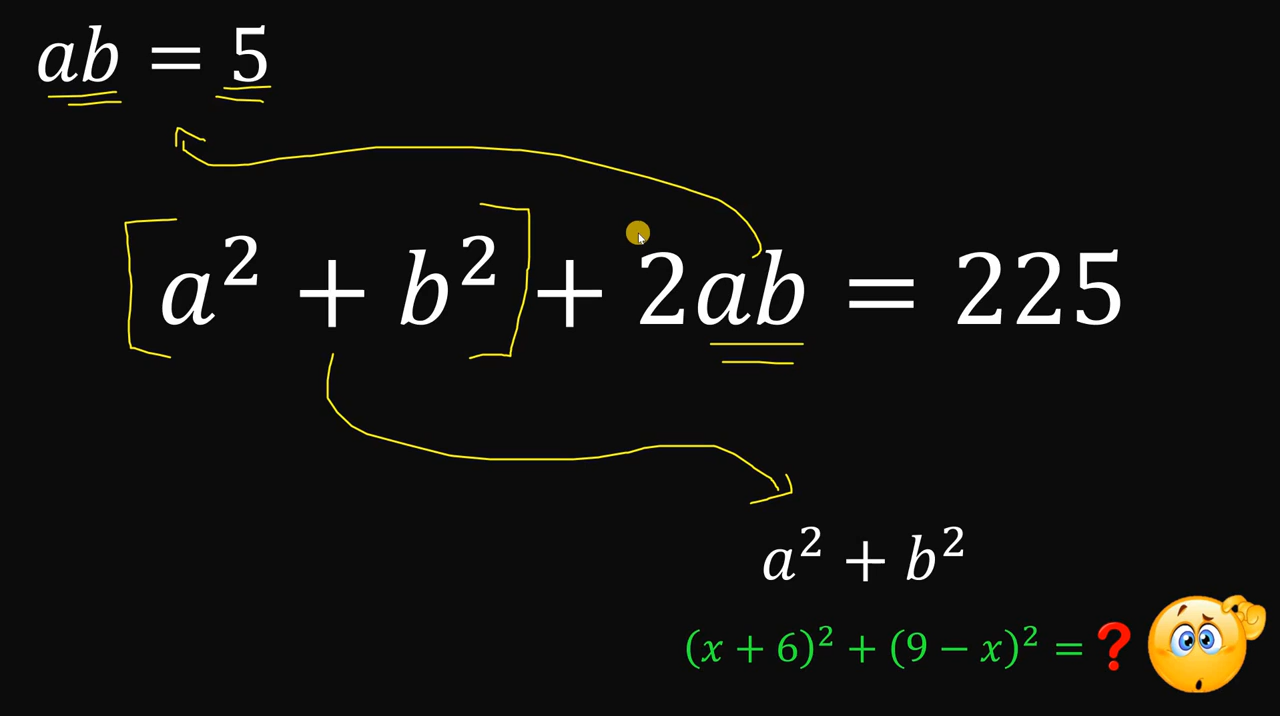 ab = 5
[a² + b²] + 2ab = 225
a² + b²
(x + 6)² + (9 − x)² = ❓